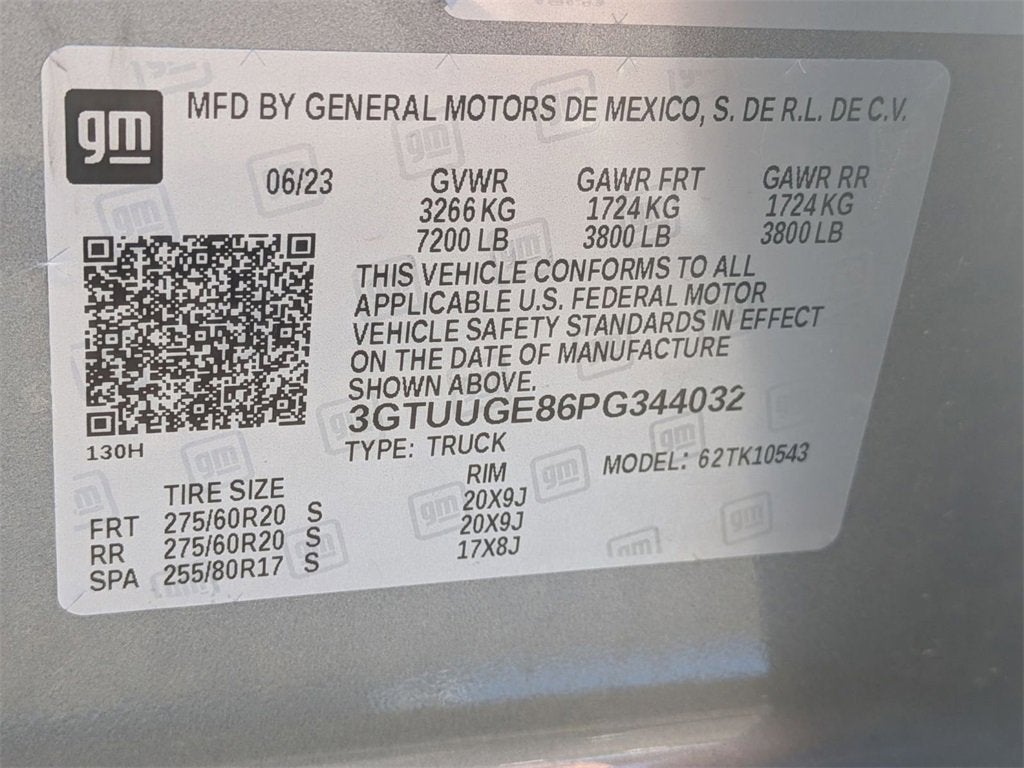 gm MFD BY GENERAL MOTORS DE MEXICO, S. DE R.L. DE C.V.
06/23 GVWR GAWR FRT GAWR RR
3266 KG 1724 KG 1724 KG
7200 LB 3800 LB 3800 LB
THIS VEHICLE CONFORMS TO ALL
APPLICABLE U.S. FEDERAL MOTOR
VEHICLE SAFETY STANDARDS IN EFFECT
ON THE DATE OF MANUFACTURE
SHOWN ABOVE.
3GTUUGE86PG344032
130H
TYPE: TRUCK MODEL: 62TK10543
TIRE SIZE RIM
FRT 275/60R20 S 20X9J
RR 275/60R20 S 20X9J
SPA 255/80R17 S 17X8J